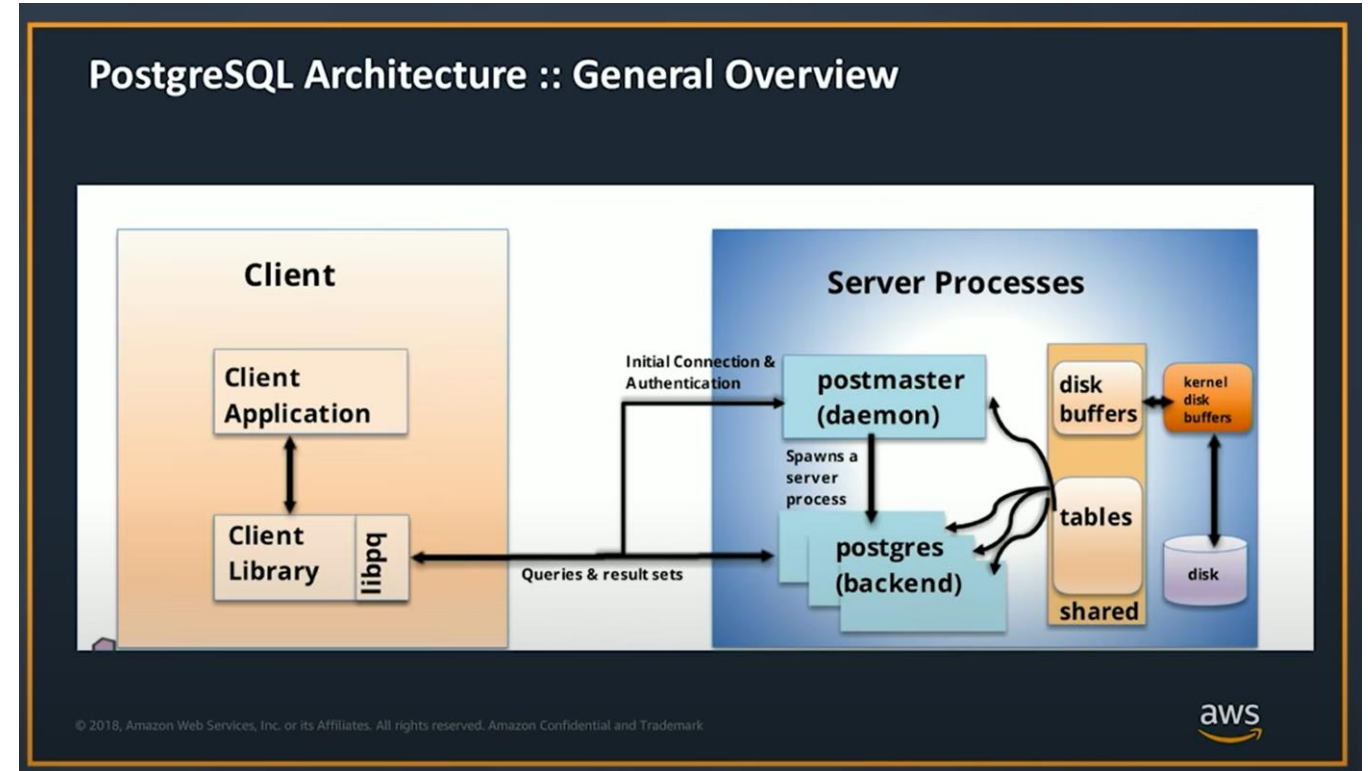 PostgreSQL Architecture :: General Overview
Client
Client
Application
Client
Library
libpq
Initial Connection &
Authentication
Queries & result sets
Server Processes
postmaster
(daemon)
Spawns a
server
process
postgres
(backend)
disk
buffers
tables
shared
kernel
disk
buffers
disk
© 2018, Amazon Web Services, Inc. or its Affiliates. All rights reserved. Amazon Confidential and Trademark
aws